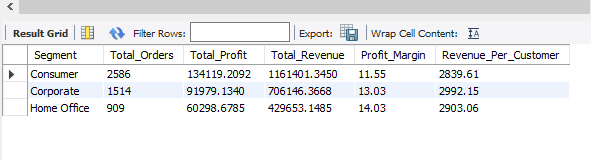 Result Grid Filter Rows: Export: Wrap Cell Content:
Segment Total_Orders Total_Profit Total_Revenue Profit_Margin Revenue_Per_Customer
Consumer 2586 134119.2092 1161401.3450 11.55 2839.61
Corporate 1514 91979.1340 706146.3668 13.03 2992.15
Home Office 909 60298.6785 429653.1485 14.03 2903.06